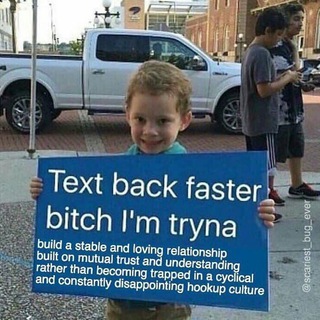 Text back faster
bitch I'm tryna
build a stable and loving relationship
built on mutual trust and understanding
rather than becoming trapped in a cyclical
and constantly disappointing hookup culture
@scariest_bug_ever